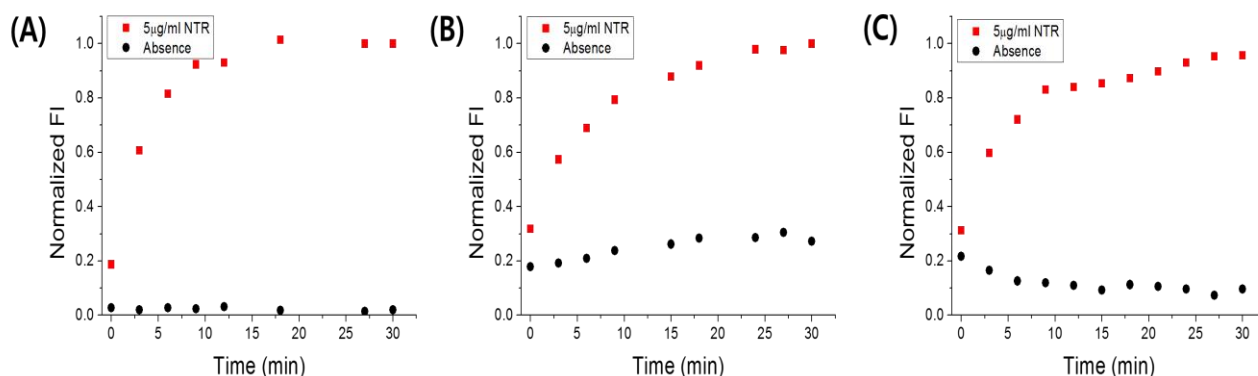 (A)
5μg/ml NTR
Absence
Normalized FI
1.0
0.8
0.6
0.4
0.2
0.0
0 5 10 15 20 25 30
Time (min)
(B)
5μg/ml NTR
Absence
Normalized FI
1.0
0.8
0.6
0.4
0.2
0.0
0 5 10 15 20 25 30
Time (min)
(C)
5μg/ml NTR
Absence
Normalized FI
1.0
0.8
0.6
0.4
0.2
0.0
0 5 10 15 20 25 30
Time (min)